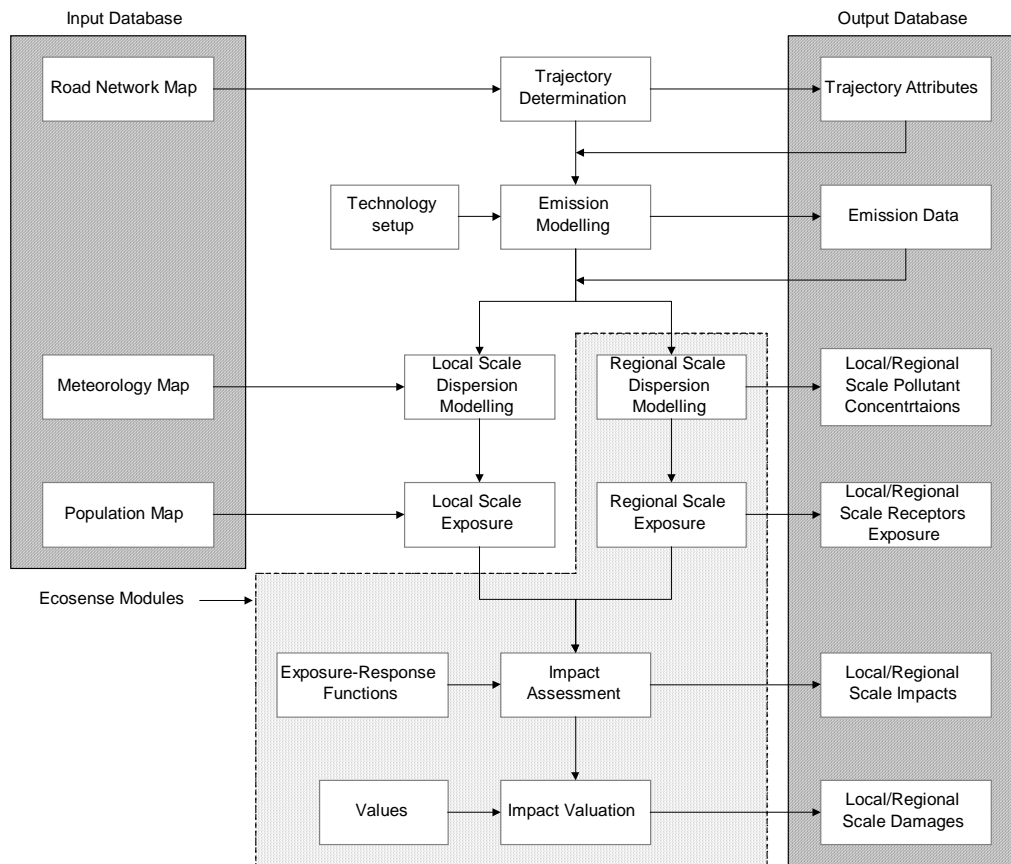 Input Database
Output Database
Road Network Map
Trajectory
Determination
Trajectory Attributes
Technology
setup
Emission
Modelling
Emission Data
Meteorology Map
Local Scale
Dispersion
Modelling
Regional Scale
Dispersion
Modelling
Local/Regional
Scale Pollutant
Concentrtaions
Population Map
Local Scale
Exposure
Regional Scale
Exposure
Local/Regional
Scale Receptors
Exposure
Ecosense Modules
Exposure-Response
Functions
Impact
Assessment
Local/Regional
Scale Impacts
Values
Impact Valuation
Local/Regional
Scale Damages